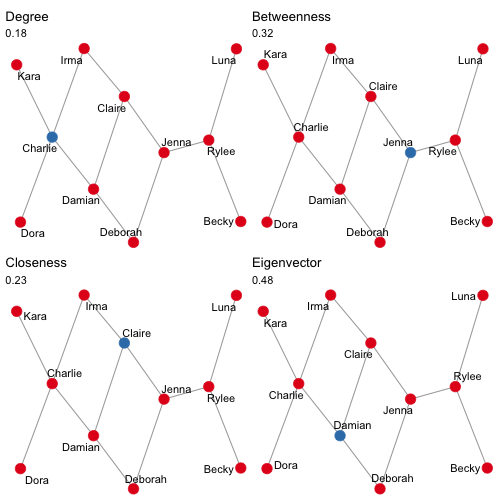 Degree
0.18
Kara
Irma
Luna
Claire
Charlie
Jenna
Rylee
Damian
Dora
Deborah
Becky
Betweenness
0.32
Kara
Irma
Luna
Claire
Charlie
Jenna
Rylee
Damian
Dora
Deborah
Becky
Closeness
0.23
Kara
Irma
Luna
Claire
Charlie
Jenna
Rylee
Damian
Dora
Deborah
Becky
Eigenvector
0.48
Kara
Irma
Luna
Claire
Charlie
Jenna
Rylee
Damian
Dora
Deborah
Becky